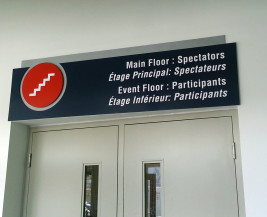 Main Floor : Spectators
Étage Principal: Spectateurs
Event Floor : Participants
Étage Inférieur: Participants